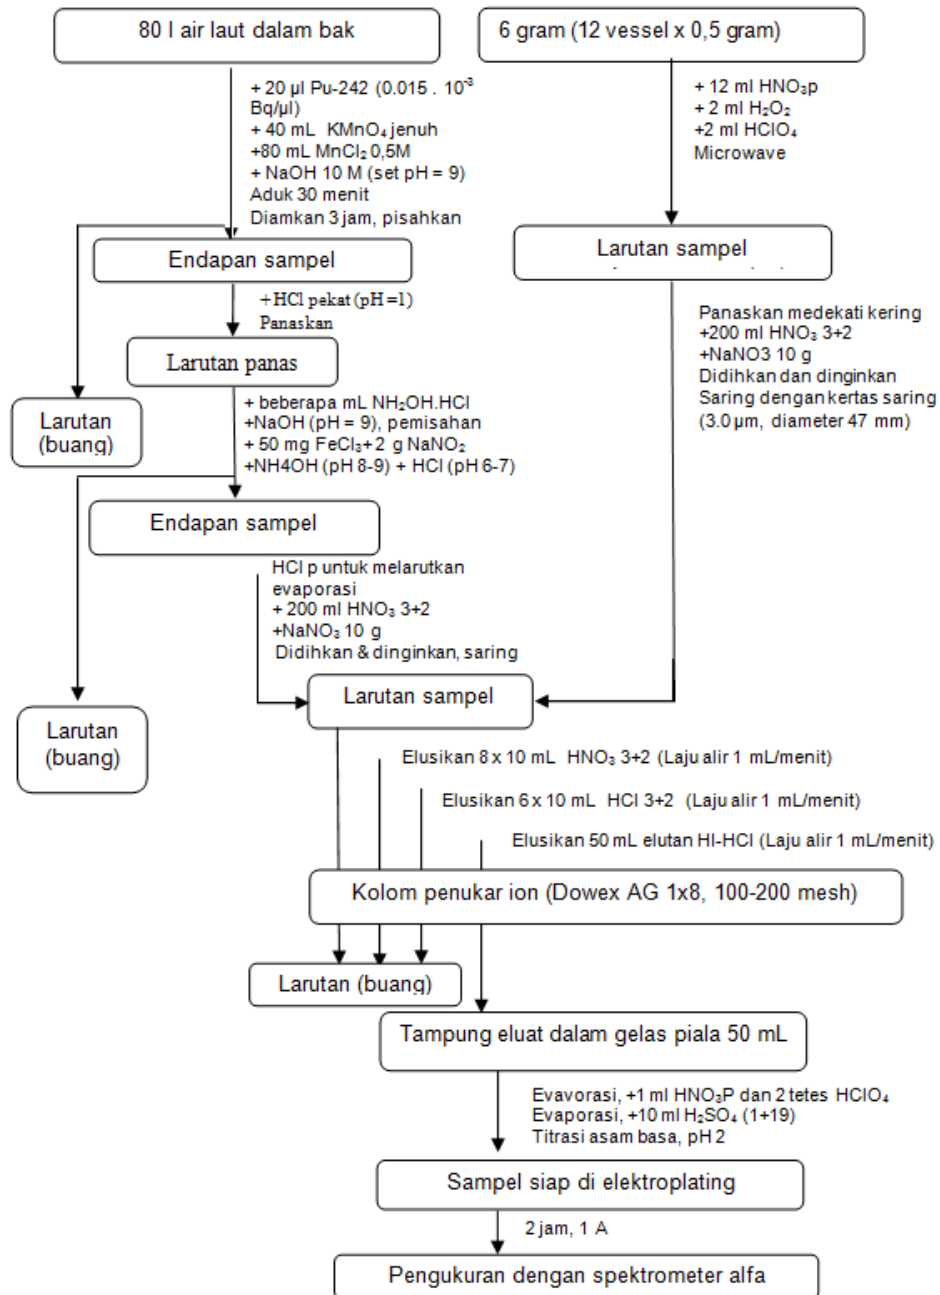 80 l air laut dalam bak
6 gram (12 vessel x 0,5 gram)
+ 20 µl Pu-242 (0.015 . 10⁻³
Bq/µl)
+ 40 mL KMnO₄ jenuh
+80 mL MnCl₂ 0,5M
+ NaOH 10 M (set pH = 9)
Aduk 30 menit
Diamkan 3 jam, pisahkan
+ 12 ml HNO₃p
+ 2 ml H₂O₂
+2 ml HClO₄
Microwave
Endapan sampel
Larutan sampel
+ HCl pekat (pH =1)
Panaskan
Larutan panas
Panaskan medekati kering
+200 ml HNO₃ 3+2
+NaNO3 10 g
Didihkan dan dinginkan
Saring dengan kertas saring
(3.0 µm, diameter 47 mm)
Larutan
(buang)
+ beberapa mL NH₂OH.HCl
+NaOH (pH = 9), pemisahan
+ 50 mg FeCl₃+ 2 g NaNO₂
+NH4OH (pH 8-9) + HCl (pH 6-7)
Endapan sampel
HCl p untuk melarutkan
evaporasi
+ 200 ml HNO₃ 3+2
+NaNO₃ 10 g
Didihkan & dinginkan, saring
Larutan sampel
Larutan
(buang)
Elusikan 8 x 10 mL HNO₃ 3+2 (Laju alir 1 mL/menit)
Elusikan 6 x 10 mL HCl 3+2 (Laju alir 1 mL/menit)
Elusikan 50 mL elutan HI-HCl (Laju alir 1 mL/menit)
Kolom penukar ion (Dowex AG 1x8, 100-200 mesh)
Larutan (buang)
Tampung eluat dalam gelas piala 50 mL
Evavorasi, +1 ml HNO₃P dan 2 tetes HClO₄
Evaporasi, +10 ml H₂SO₄ (1+19)
Titrasi asam basa, pH 2
Sampel siap di elektroplating
2 jam, 1 A
Pengukuran dengan spektrometer alfa